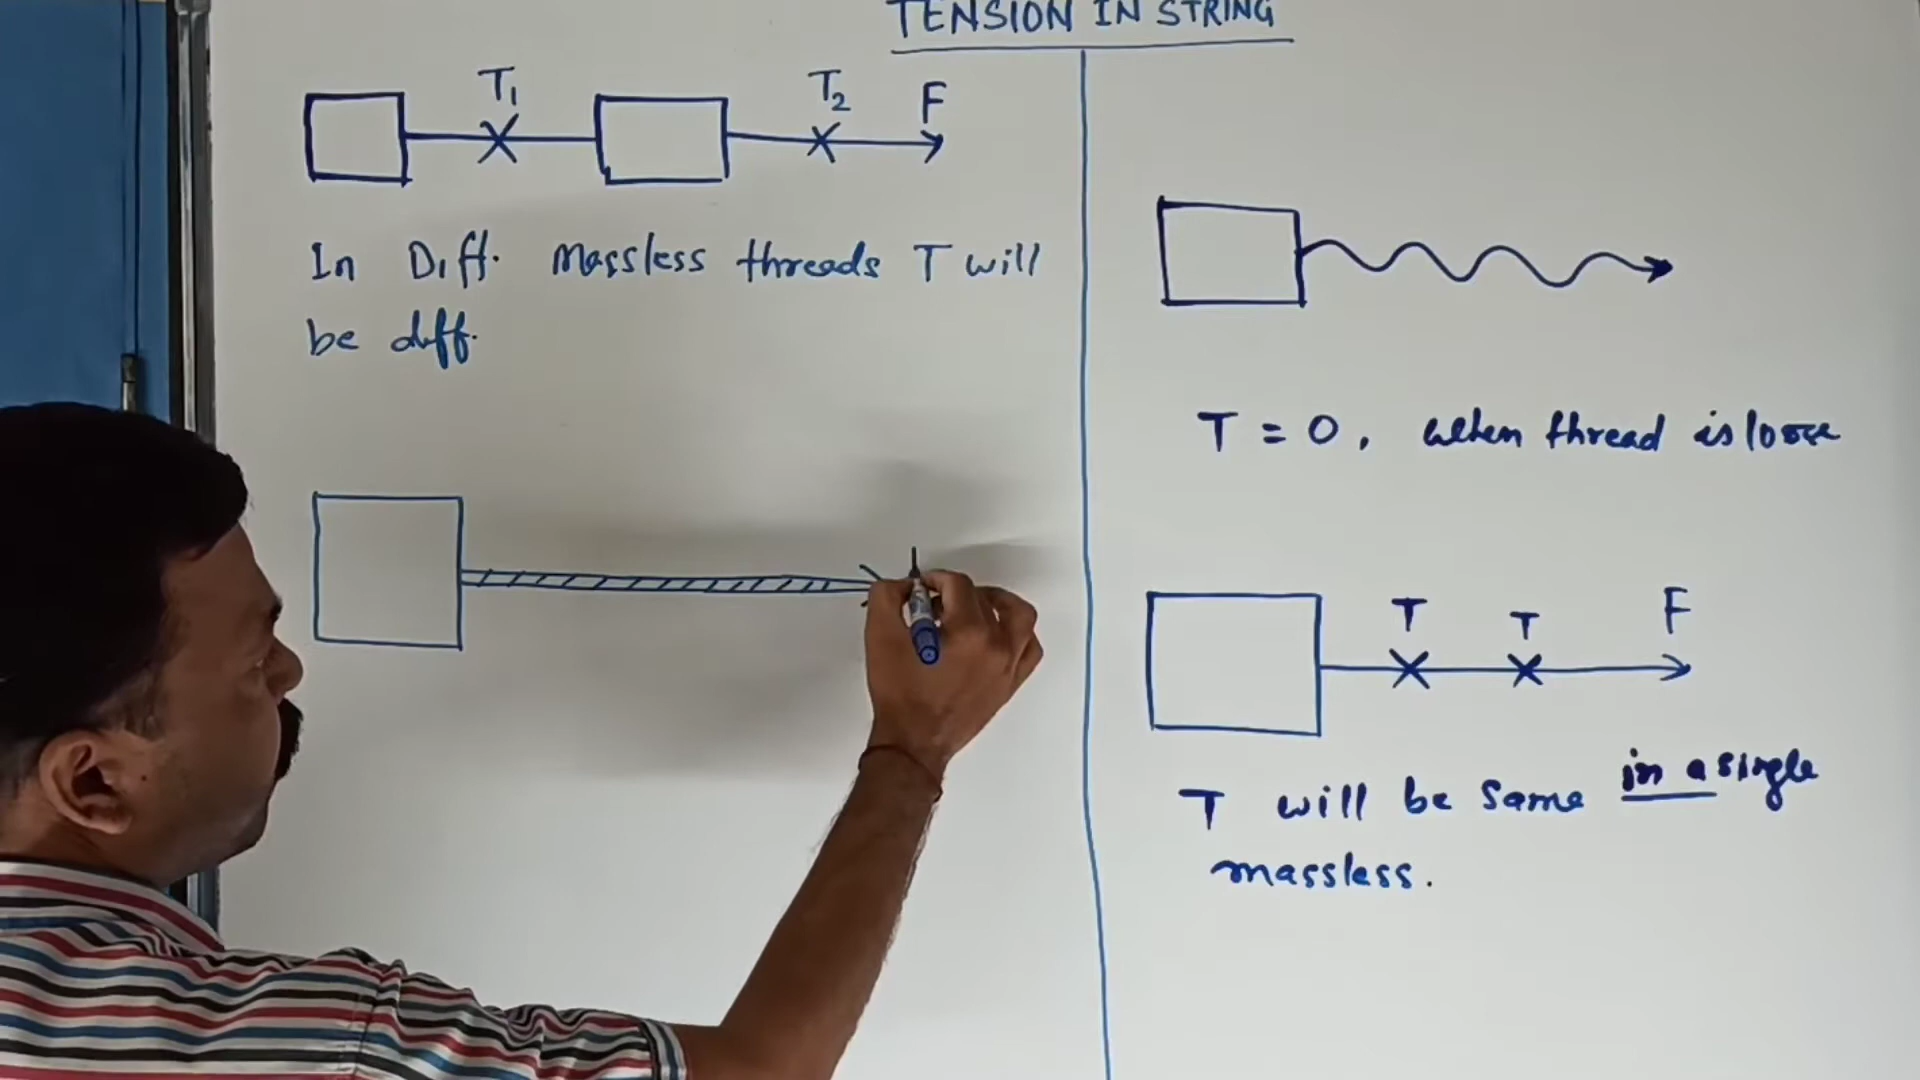 TENSION IN STRING
T1 T2 F
In Diff. Massless threads T will
be diff.
T = 0, when thread is loose
T T F
T will be same in a single
massless.